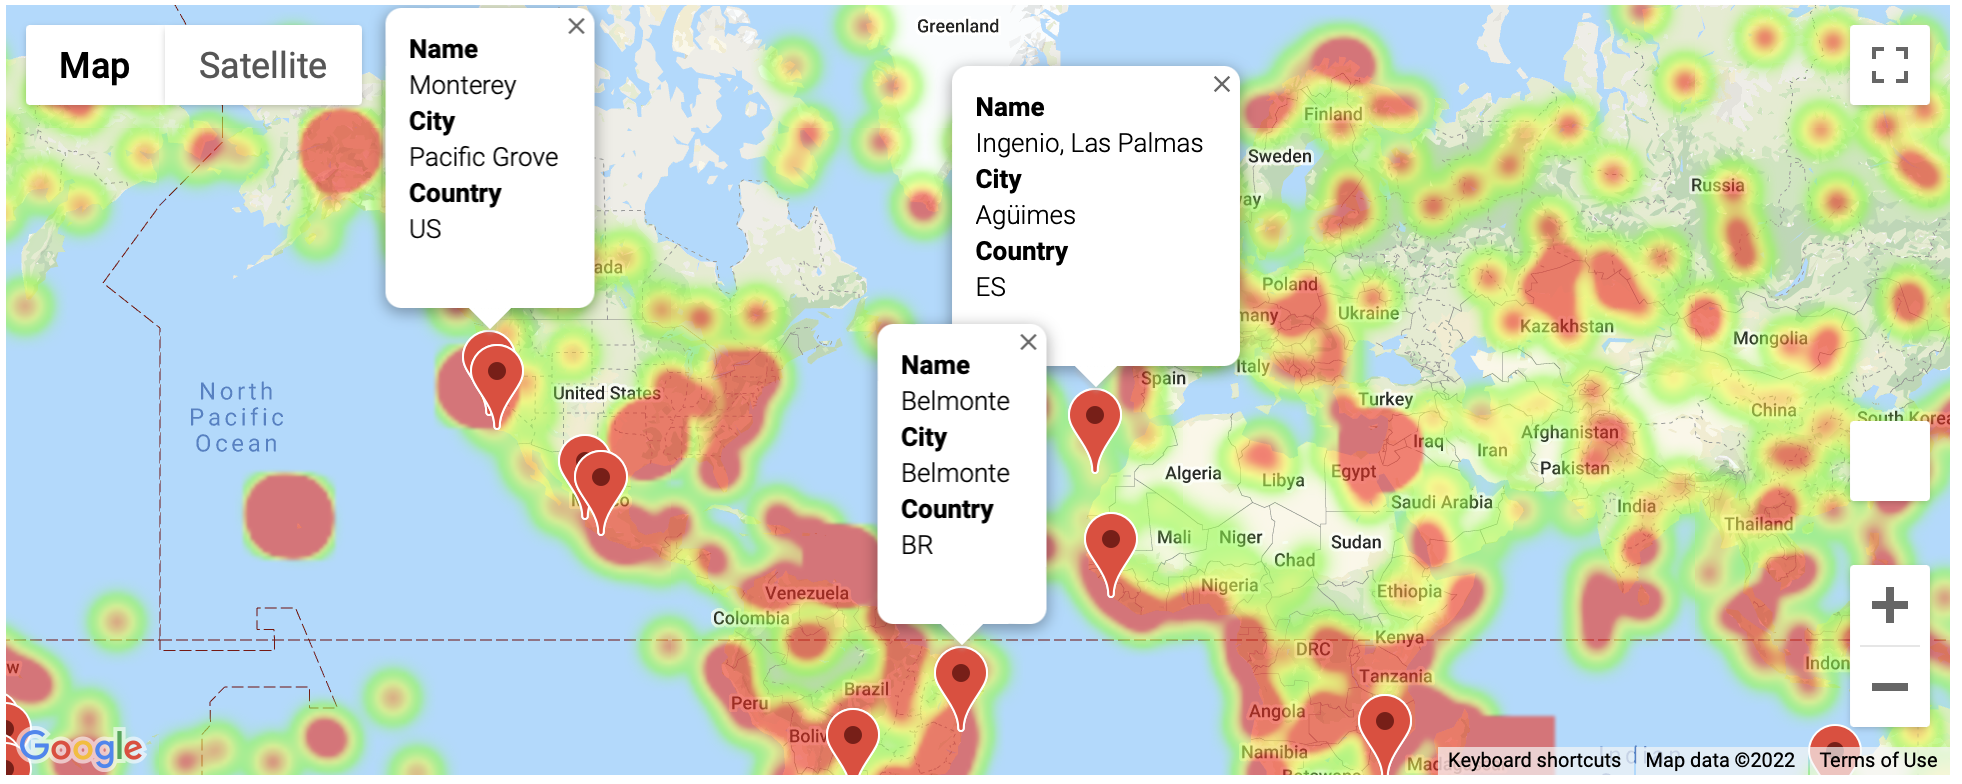 Map
Satellite
Name
Monterey
City
Pacific Grove
Country
US
Name
Ingenio, Las Palmas
City
Agüimes
Country
ES
Name
Belmonte
City
Belmonte
Country
BR
Greenland
Finland
Sweden
Russia
Poland
Ukraine
Kazakhstan
Mongolia
Italy
Spain
Turkey
United States
North
Pacific
Ocean
China
South Korea
Afghanistan
Iraq
Iran
Algeria
Libya
Egypt
Pakistan
Saudi Arabia
India
Thailand
Mali
Niger
Sudan
Chad
Nigeria
Ethiopia
Venezuela
Colombia
Kenya
DRC
Tanzania
Brazil
Peru
Angola
Namibia
Google
Keyboard shortcuts
Map data ©2022
Terms of Use